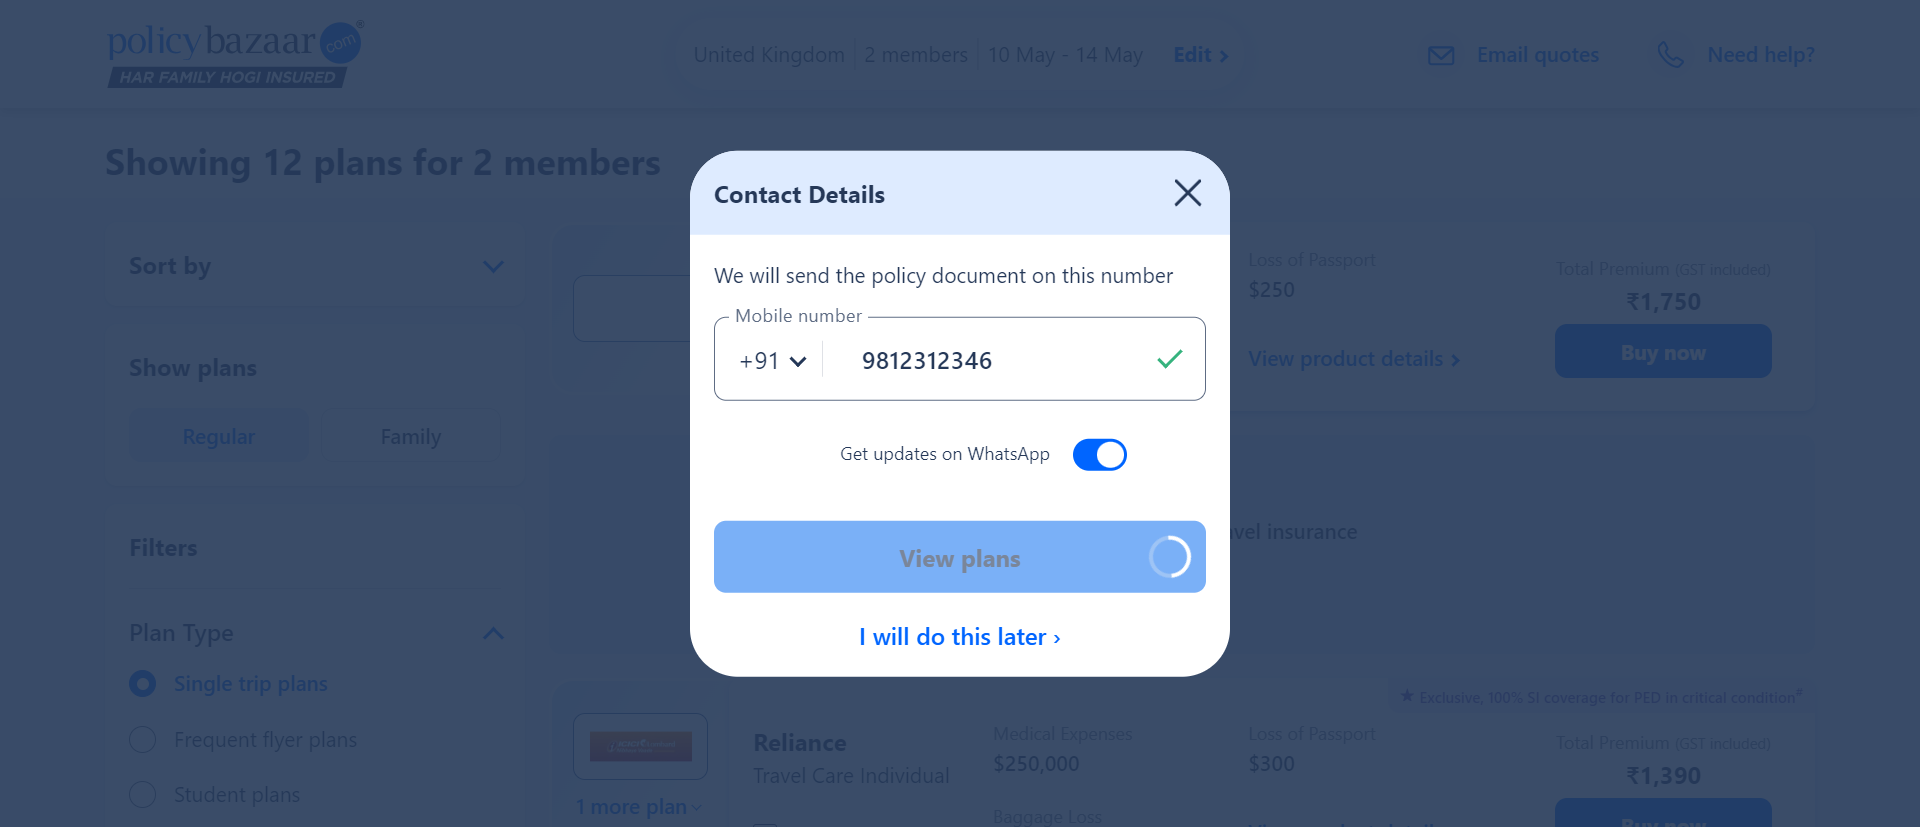 policybazaar.com
HAR FAMILY HOGI INSURED
United Kingdom 2 members 10 May - 14 May Edit ›
Email quotes
Need help?
Showing 12 plans for 2 members
Sort by
Show plans
Regular Family
Filters
Plan Type
Single trip plans
Frequent flyer plans
Student plans
Contact Details
We will send the policy document on this number
Mobile number
+91 9812312346
Get updates on WhatsApp
View plans
I will do this later ›
Loss of Passport
$250
View product details ›
Total Premium (GST included)
₹1,750
Buy now
vel insurance
Exclusive, 100% SI coverage for PED in critical condition#
Reliance
Travel Care Individual
1 more plan
Medical Expenses
$250,000
Loss of Passport
$300
Total Premium (GST included)
₹1,390
Baggage Loss
Buy now